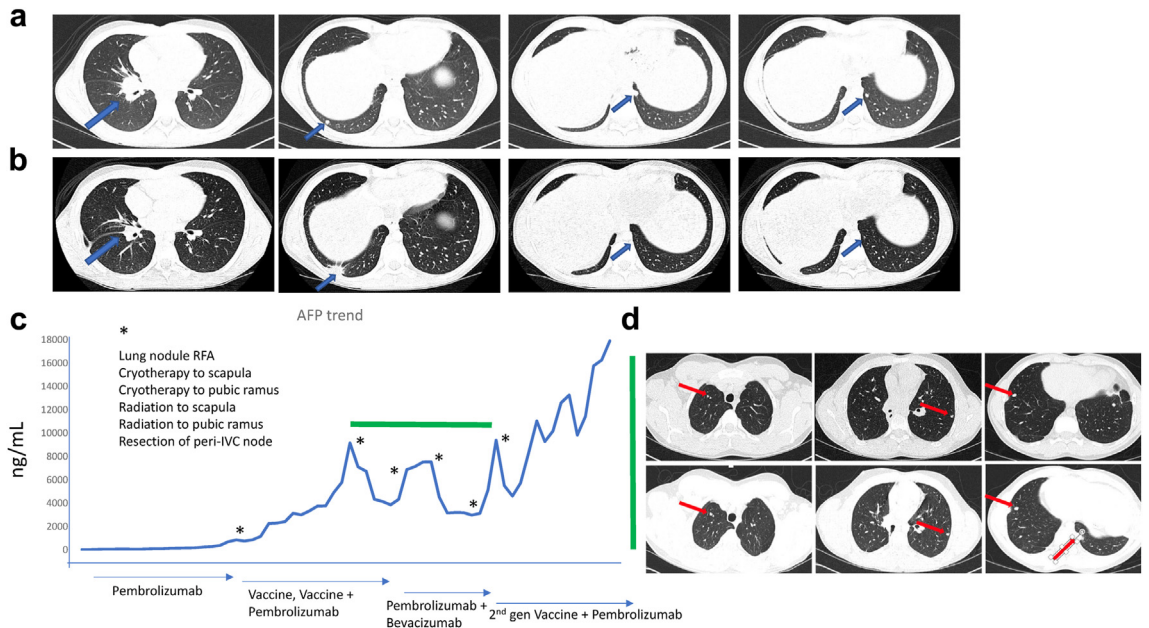 a
b
c
AFP trend
*
Lung nodule RFA
Cryotherapy to scapula
Cryotherapy to pubic ramus
Radiation to scapula
Radiation to pubic ramus
Resection of peri-IVC node
ng/mL
18000
16000
14000
12000
10000
8000
6000
4000
2000
0
*
*
*
*
*
*
Pembrolizumab
Vaccine, Vaccine +
Pembrolizumab
Pembrolizumab +
Bevacizumab
2nd gen Vaccine + Pembrolizumab
d